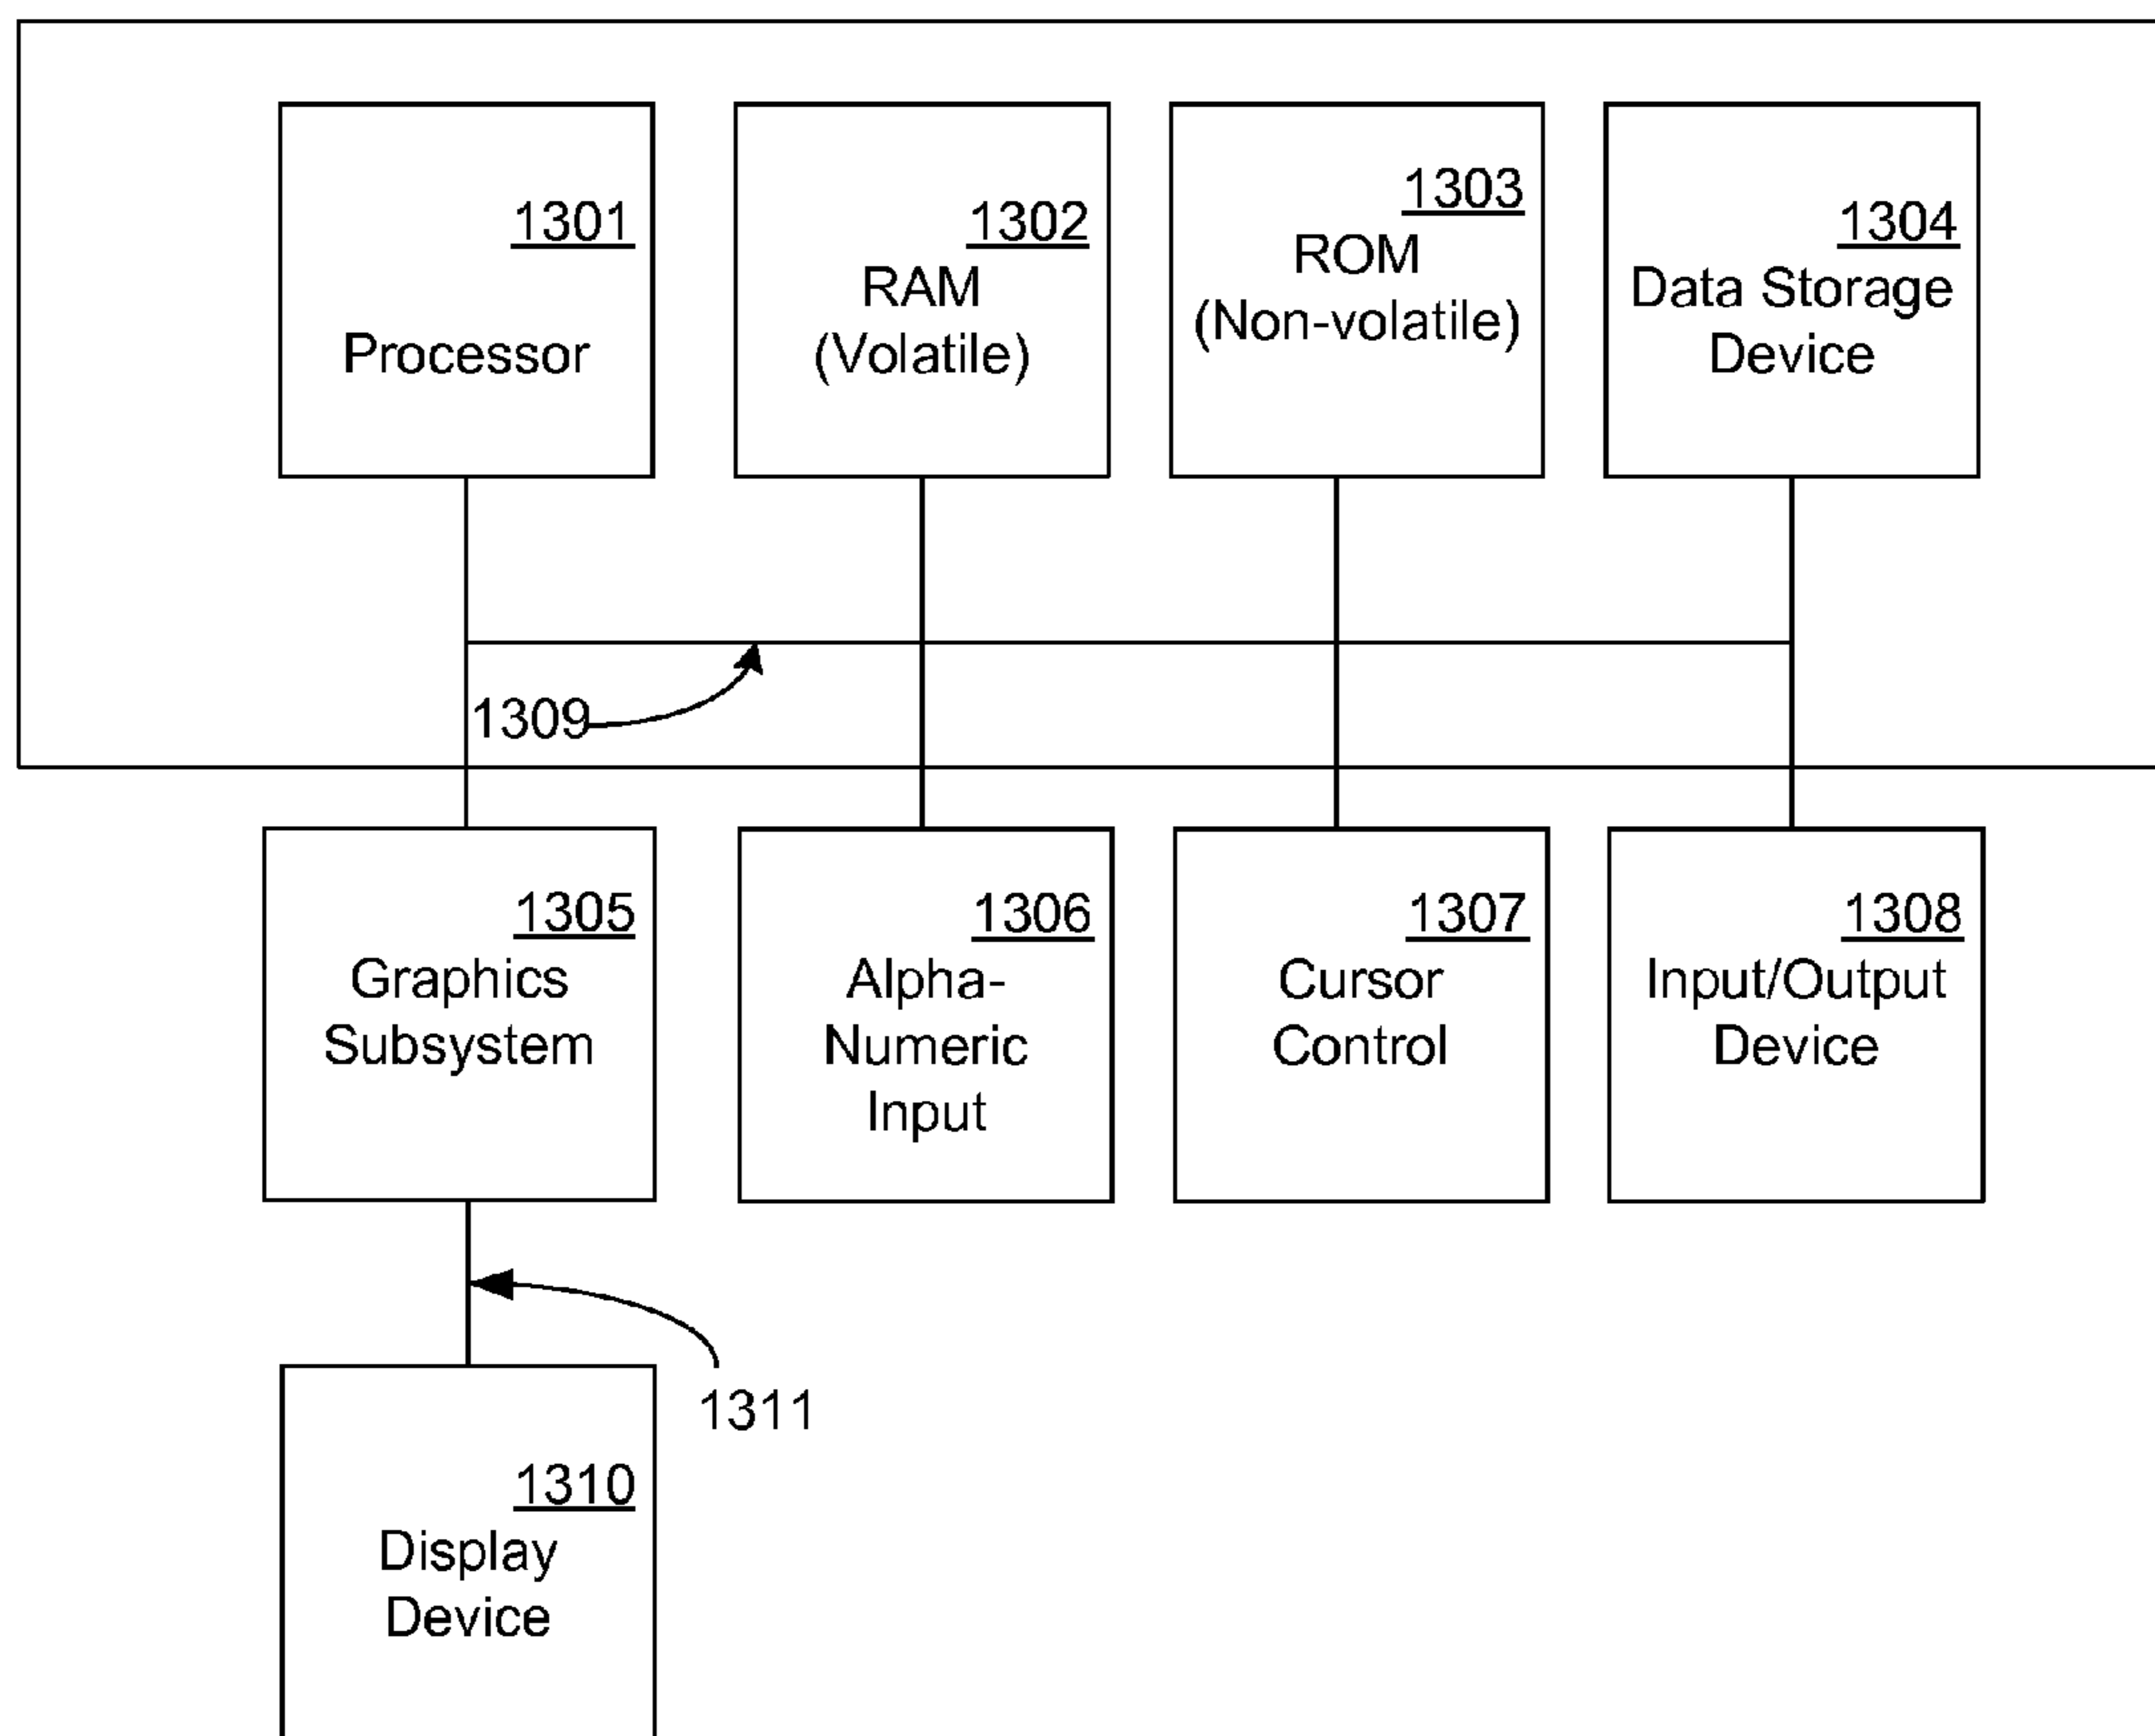 1301
Processor
1302
RAM
(Volatile)
1303
ROM
(Non-volatile)
1304
Data Storage
Device
1309
1305
Graphics
Subsystem
1306
Alpha-
Numeric
Input
1307
Cursor
Control
1308
Input/Output
Device
1311
1310
Display
Device